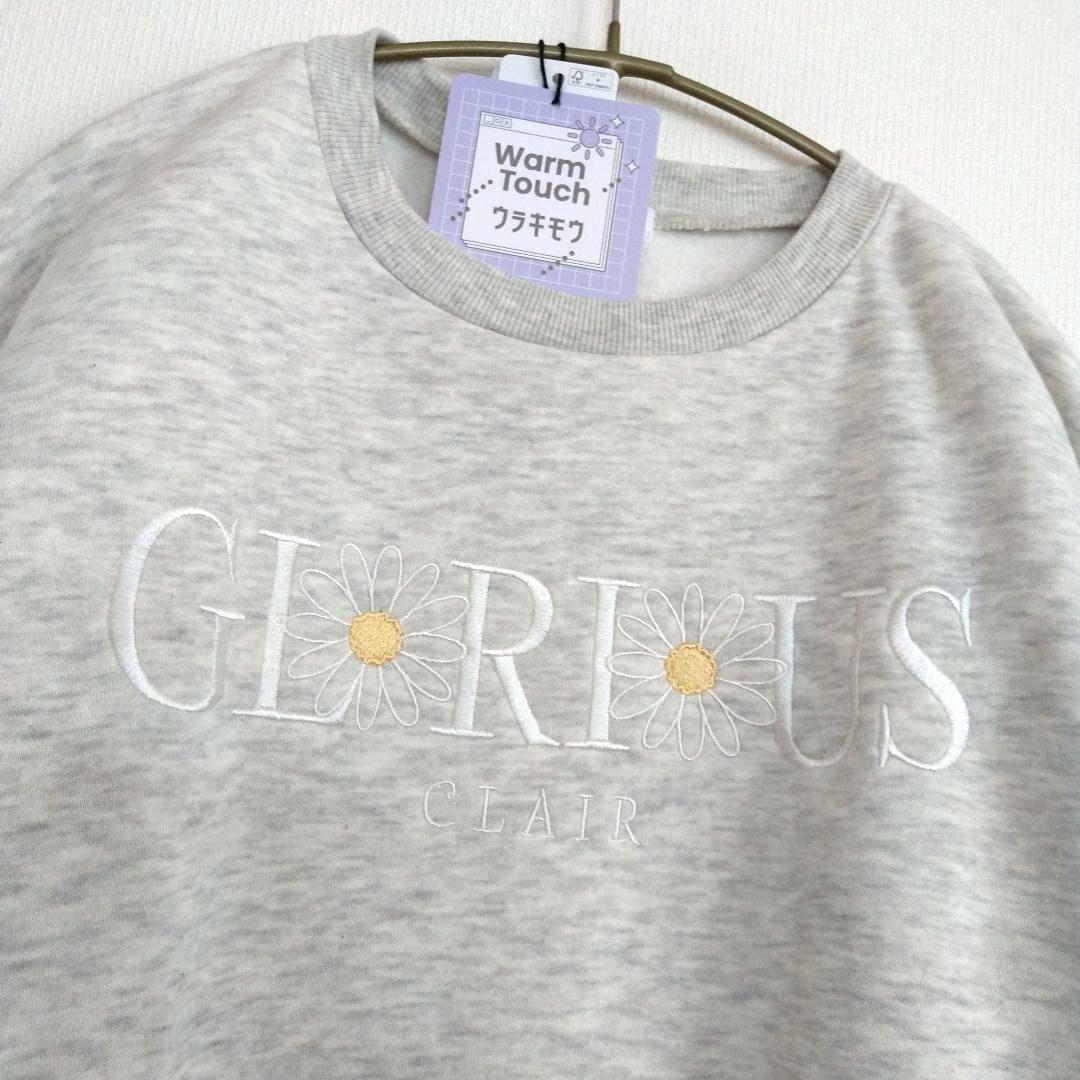 Warm
Touch
ウラキモウ
GLORIOUS
CLAIR